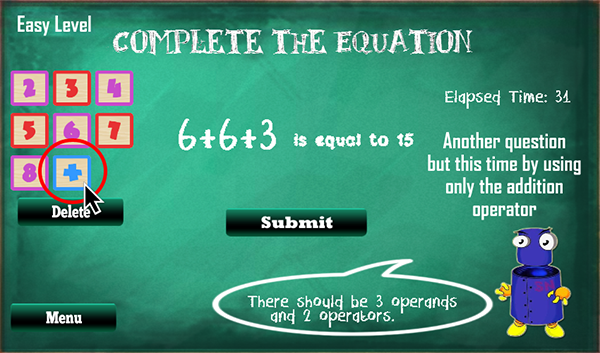 Easy Level
COMPLETE THE EQUATION
2 3 4
5 6 7
8 +
Delete
Menu
6+6+3 is equal to 15
Submit
Elapsed Time: 31
Another question
but this time by using
only the addition
operator
There should be 3 operands
and 2 operators.